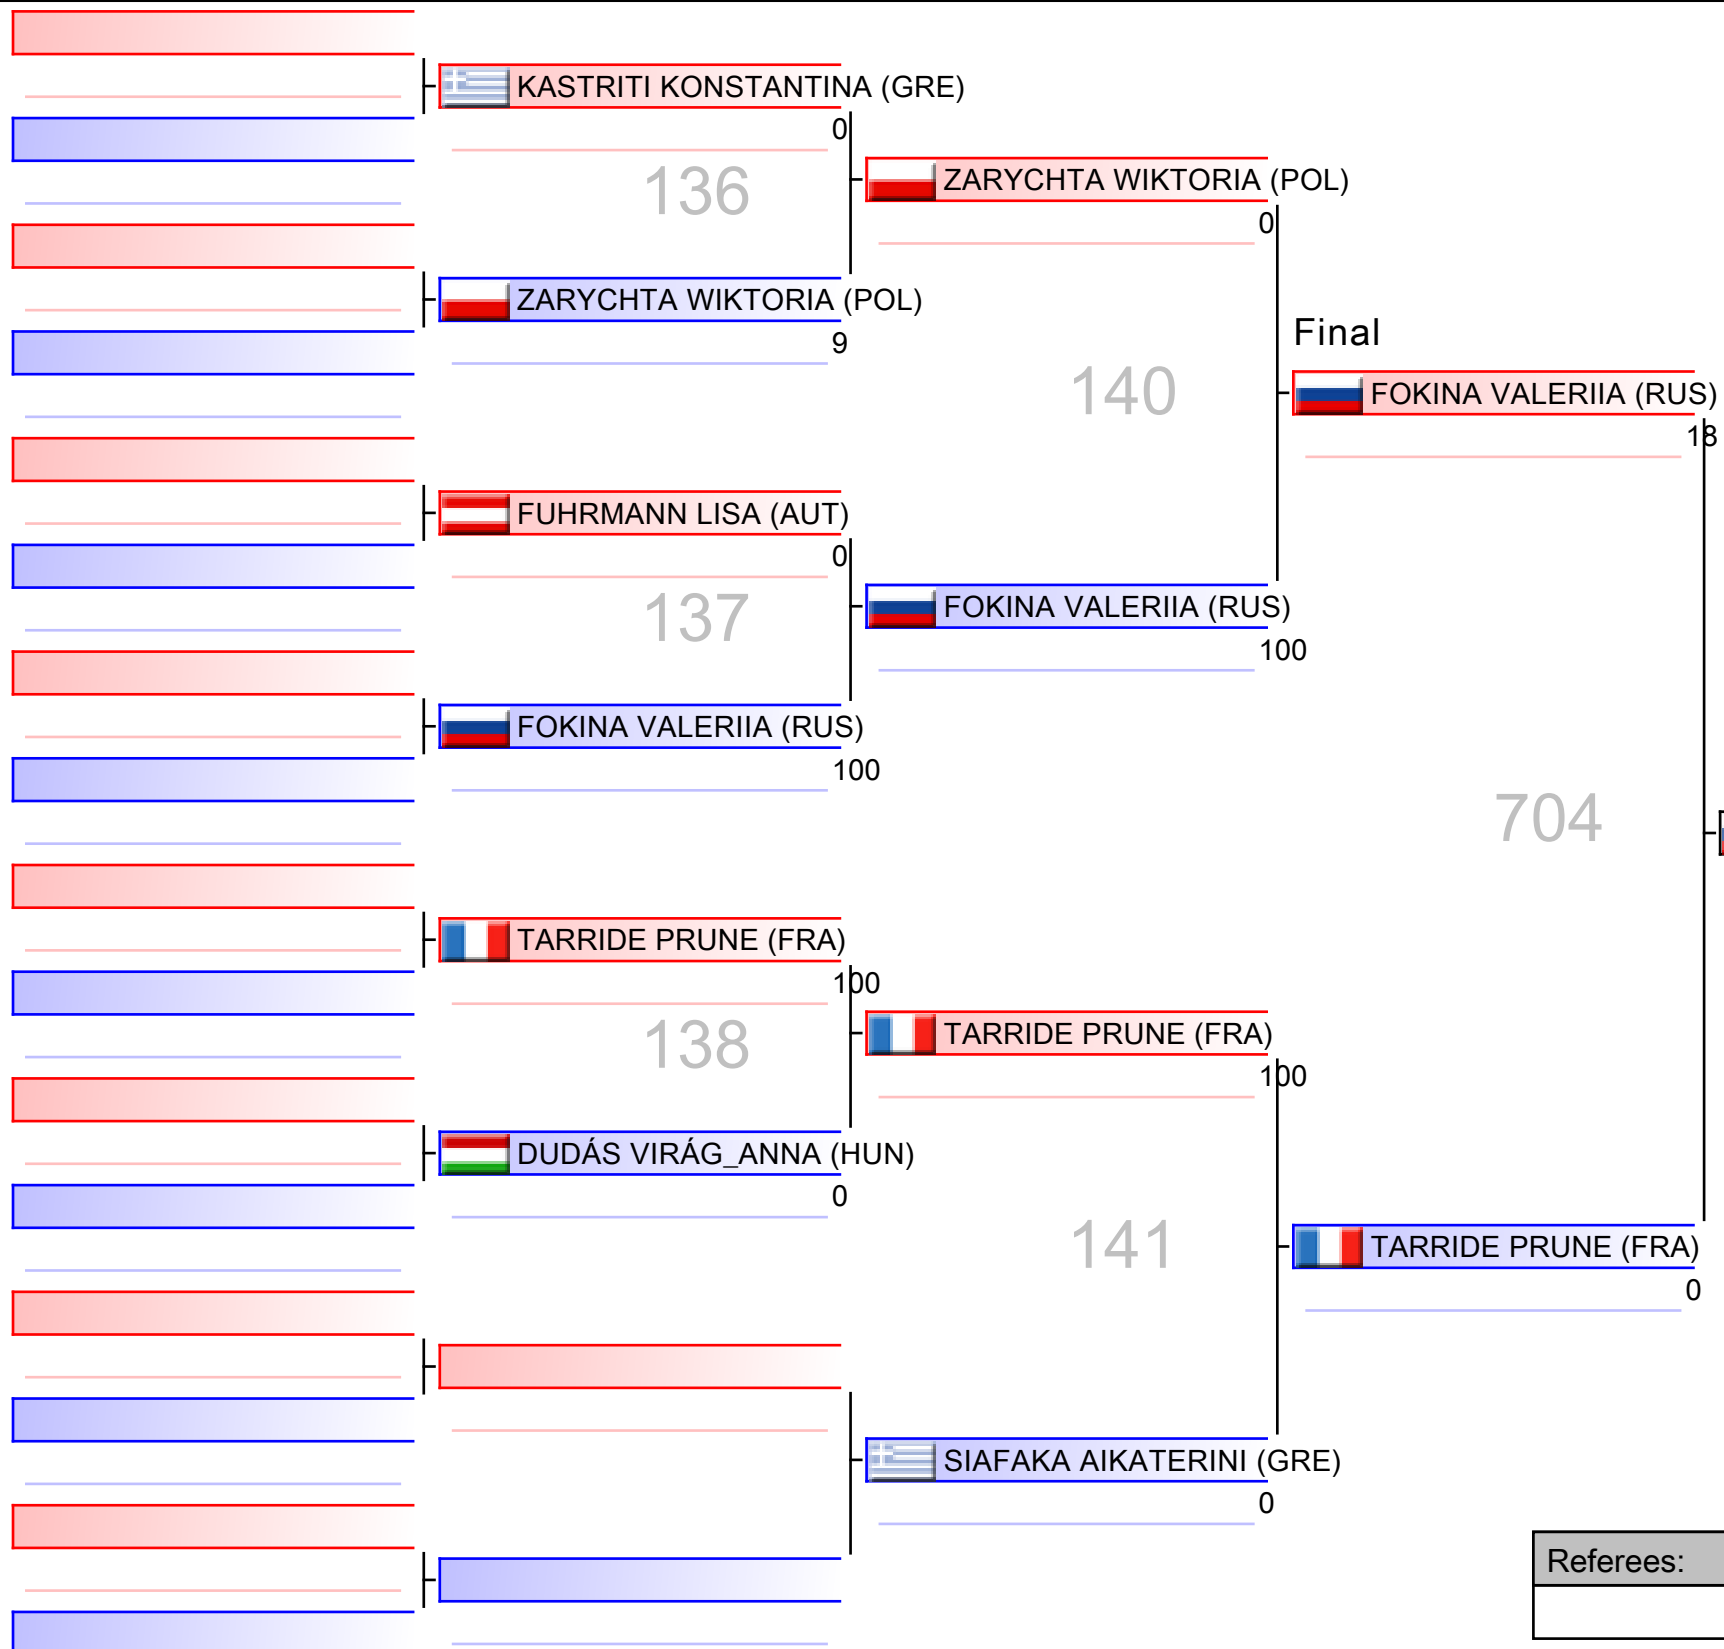 KASTRITI KONSTANTINA (GRE)
0
136
ZARYCHTA WIKTORIA (POL)
9
FUHRMANN LISA (AUT)
0
137
FOKINA VALERIIA (RUS)
100
TARRIDE PRUNE (FRA)
100
138
DUDÁS VIRÁG_ANNA (HUN)
0
ZARYCHTA WIKTORIA (POL)
0
140
FOKINA VALERIIA (RUS)
100
TARRIDE PRUNE (FRA)
100
141
SIAFAKA AIKATERINI (GRE)
0
Final
FOKINA VALERIIA (RUS)
18
704
TARRIDE PRUNE (FRA)
0
Referees: